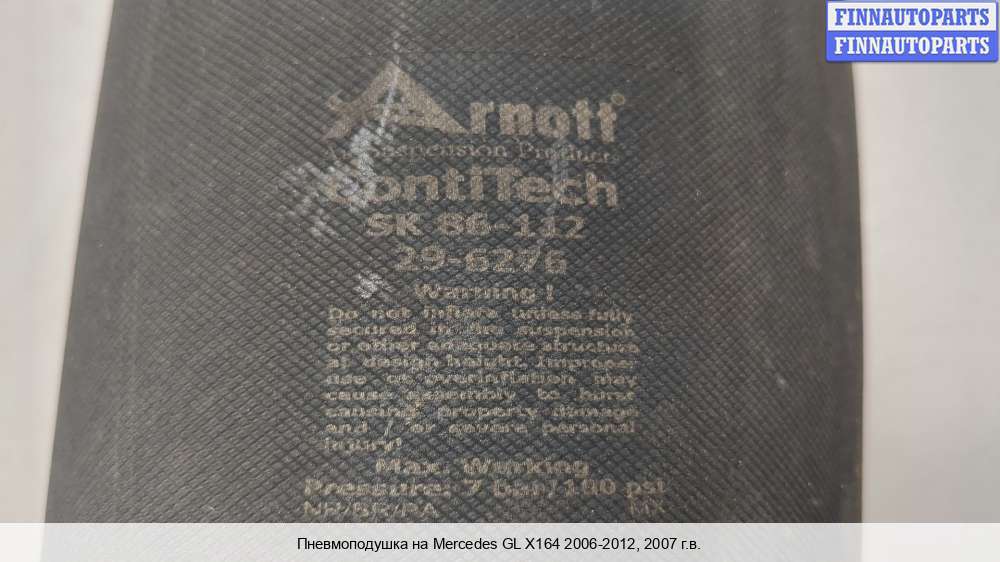 FINNAUTOPARTS
FINNAUTOPARTS
Arnott®
Air Suspension Products
ContiTech
SK 86-112
29-6276
Warning !
Do not inflate unless fully
secured in the suspension
or other adequate structure
at design height. Improper
use or overinflation may
cause assembly to burst
causing property damage
and / or severe personal
injury!
Max. Working
Pressure: 7 bar/100 psi
NR/BR/PA MX
Пневмоподушка на Mercedes GL X164 2006-2012, 2007 г.в.